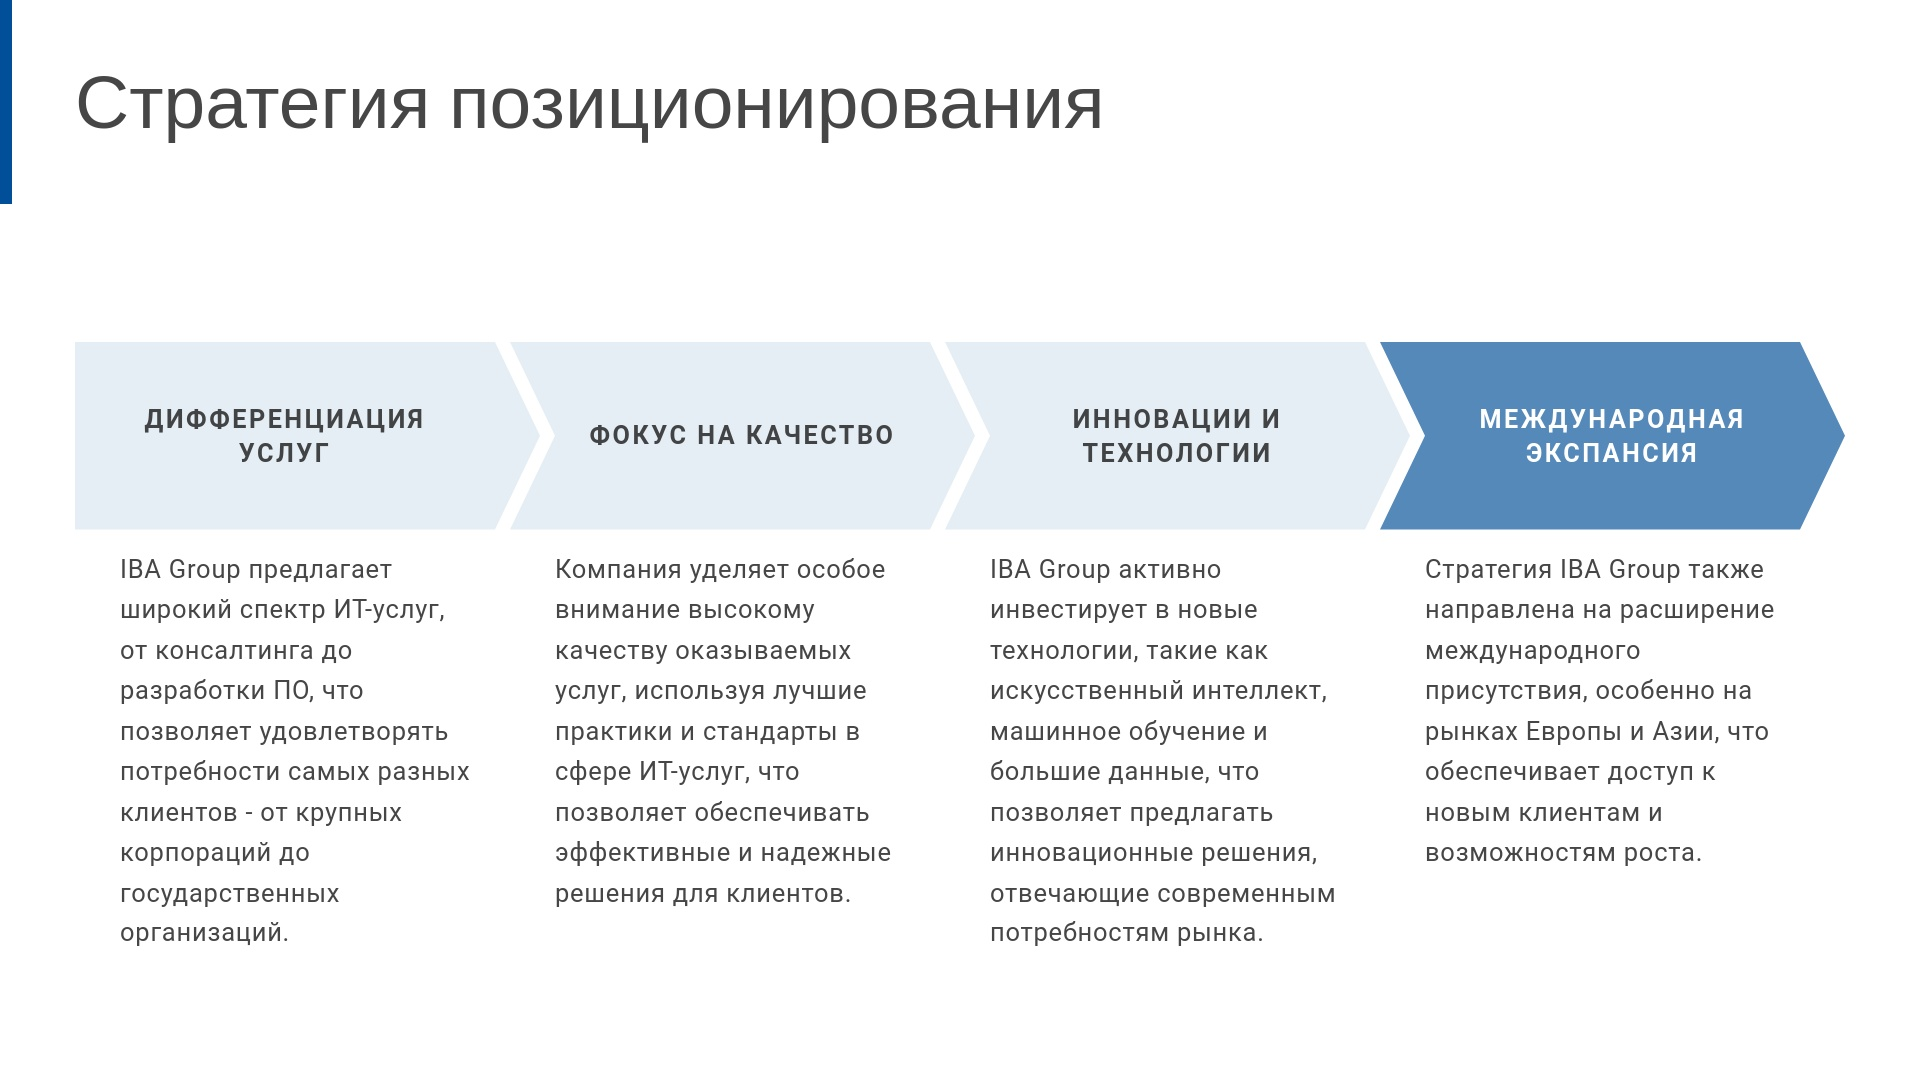 Стратегия позиционирования
ДИФФЕРЕНЦИАЦИЯ
УСЛУГ
IBA Group предлагает
широкий спектр ИТ-услуг,
от консалтинга до
разработки ПО, что
позволяет удовлетворять
потребности самых разных
клиентов - от крупных
корпораций до
государственных
организаций.
ФОКУС НА КАЧЕСТВО
Компания уделяет особое
внимание высокому
качеству оказываемых
услуг, используя лучшие
практики и стандарты в
сфере ИТ-услуг, что
позволяет обеспечивать
эффективные и надежные
решения для клиентов.
ИННОВАЦИИ И
ТЕХНОЛОГИИ
IBA Group активно
инвестирует в новые
технологии, такие как
искусственный интеллект,
машинное обучение и
большие данные, что
позволяет предлагать
инновационные решения,
отвечающие современным
потребностям рынка.
МЕЖДУНАРОДНАЯ
ЭКСПАНСИЯ
Стратегия IBA Group также
направлена на расширение
международного
присутствия, особенно на
рынках Европы и Азии, что
обеспечивает доступ к
новым клиентам и
возможностям роста.